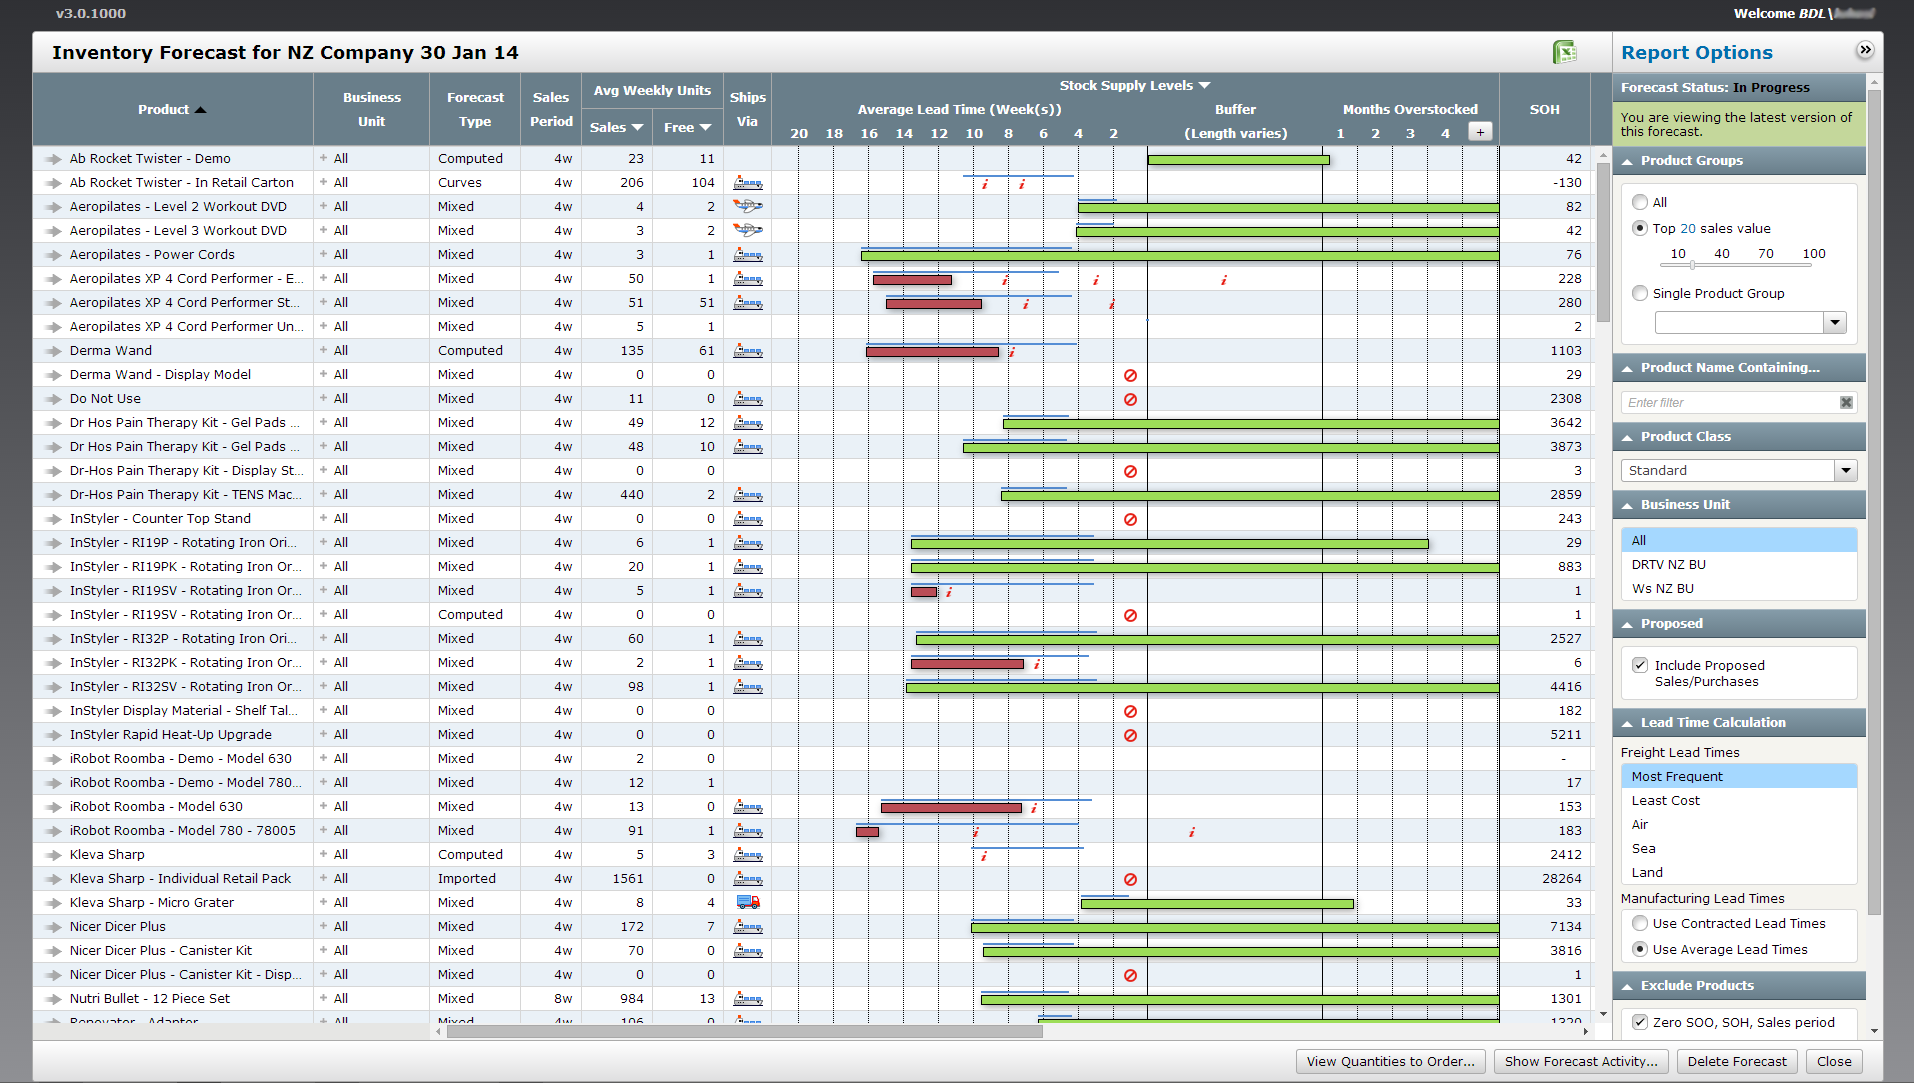 v3.0.1000
Welcome BDL\
Inventory Forecast for NZ Company 30 Jan 14
Product Business Unit Forecast Type Sales Period Avg Weekly Units Sales Free Ships Via Stock Supply Levels SOH
Average Lead Time (Week(s)) Buffer (Length varies) Months Overstocked
20 18 16 14 12 10 8 6 4 2 1 2 3 4 +
Ab Rocket Twister - Demo + All Computed 4w 23 11 42
Ab Rocket Twister - In Retail Carton + All Curves 4w 206 104 i i -130
Aeropilates - Level 2 Workout DVD + All Mixed 4w 4 2 82
Aeropilates - Level 3 Workout DVD + All Mixed 4w 3 2 42
Aeropilates - Power Cords + All Mixed 4w 3 1 76
Aeropilates XP 4 Cord Performer - E... + All Mixed 4w 50 1 i i i 228
Aeropilates XP 4 Cord Performer St... + All Mixed 4w 51 51 i i 280
Aeropilates XP 4 Cord Performer Un... + All Mixed 4w 5 1 2
Derma Wand + All Computed 4w 135 61 i 1103
Derma Wand - Display Model + All Mixed 4w 0 0 29
Do Not Use + All Mixed 4w 11 0 2308
Dr Hos Pain Therapy Kit - Gel Pads ... + All Mixed 4w 49 12 3642
Dr Hos Pain Therapy Kit - Gel Pads ... + All Mixed 4w 48 10 3873
Dr-Hos Pain Therapy Kit - Display St... + All Mixed 4w 0 0 3
Dr-Hos Pain Therapy Kit - TENS Mac... + All Mixed 4w 440 2 2859
InStyler - Counter Top Stand + All Mixed 4w 0 0 243
InStyler - RI19P - Rotating Iron Ori... + All Mixed 4w 6 1 29
InStyler - RI19PK - Rotating Iron Or... + All Mixed 4w 20 1 883
InStyler - RI19SV - Rotating Iron Or... + All Mixed 4w 5 1 i 1
InStyler - RI19SV - Rotating Iron Or... + All Computed 4w 0 0 1
InStyler - RI32P - Rotating Iron Ori... + All Mixed 4w 60 1 2527
InStyler - RI32PK - Rotating Iron Or... + All Mixed 4w 2 1 i 6
InStyler - RI32SV - Rotating Iron Or... + All Mixed 4w 98 1 4416
InStyler Display Material - Shelf Tal... + All Mixed 4w 0 0 182
InStyler Rapid Heat-Up Upgrade + All Mixed 4w 0 0 5211
iRobot Roomba - Demo - Model 630 + All Mixed 4w 2 0 -
iRobot Roomba - Demo - Model 780... + All Mixed 4w 12 1 17
iRobot Roomba - Model 630 + All Mixed 4w 13 0 i 153
iRobot Roomba - Model 780 - 78005 + All Mixed 4w 91 1 i i 183
Kleva Sharp + All Computed 4w 5 3 i 2412
Kleva Sharp - Individual Retail Pack + All Imported 4w 1561 0 28264
Kleva Sharp - Micro Grater + All Mixed 4w 8 4 33
Nicer Dicer Plus + All Mixed 4w 172 7 7134
Nicer Dicer Plus - Canister Kit + All Mixed 4w 70 0 3816
Nicer Dicer Plus - Canister Kit - Disp... + All Mixed 4w 0 0 1
Nutri Bullet - 12 Piece Set + All Mixed 8w 984 13 1301
Renovator - Adaptor + All Mixed 4w 106 0 1320
Report Options
Forecast Status: In Progress
You are viewing the latest version of
this forecast.
Product Groups
All
Top 20 sales value
10 40 70 100
Single Product Group
Product Name Containing...
Enter filter
Product Class
Standard
Business Unit
All
DRTV NZ BU
Ws NZ BU
Proposed
Include Proposed
Sales/Purchases
Lead Time Calculation
Freight Lead Times
Most Frequent
Least Cost
Air
Sea
Land
Manufacturing Lead Times
Use Contracted Lead Times
Use Average Lead Times
Exclude Products
Zero SOO, SOH, Sales period
View Quantities to Order... Show Forecast Activity... Delete Forecast Close